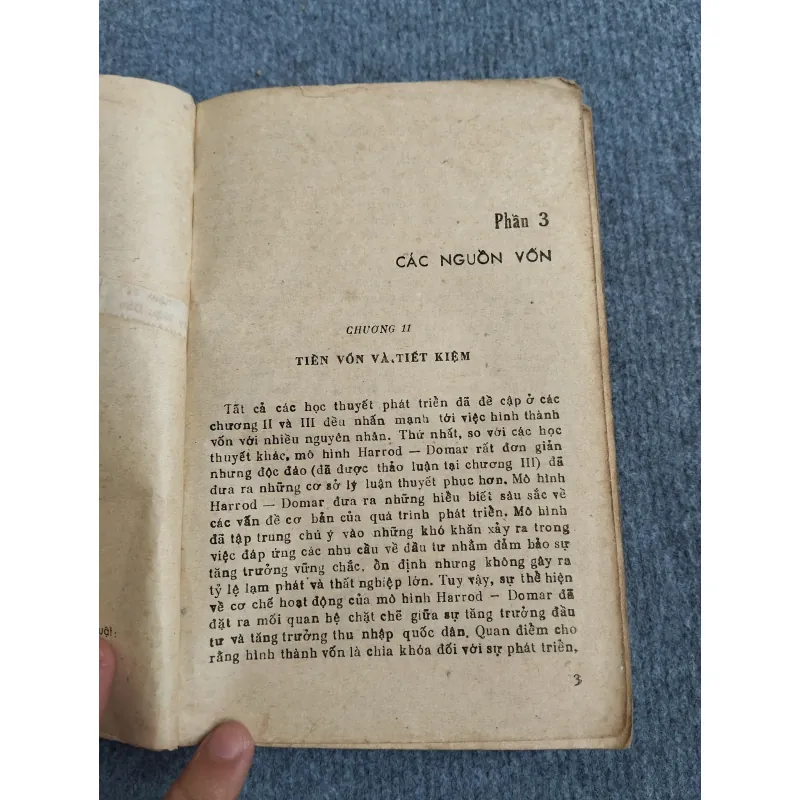 Phần 3
CÁC NGUỒN VỐN
CHƯƠNG 11
TIỀN VỐN VÀ TIẾT KIỆM
Tất cả các học thuyết phát triển đã đề cập ở các
chương II và III đều nhấn mạnh tới việc hình thành
vốn với nhiều nguyên nhân. Thứ nhất, so với các học
thuyết khác, mô hình Harrod — Domar rất đơn giản
nhưng độc đáo (đã được thảo luận tại chương III) đã
đưa ra những cơ sở lý luận thuyết phục hơn. Mô hình
Harrod — Domar đưa ra những hiểu biết sâu sắc về
các vấn đề cơ bản của quá trình phát triển. Mô hình
đã tập trung chú ý vào những khó khăn xảy ra trong
việc đáp ứng các nhu cầu về đầu tư nhằm đảm bảo sự
tăng trưởng vững chắc, ổn định nhưng không gây ra
tỷ lệ lạm phát và thất nghiệp lớn. Tuy vậy, sự thể hiện
về cơ chế hoạt động của mô hình Harrod — Domar đã
đặt ra mối quan hệ chặt chẽ giữa sự tăng trưởng đầu
tư và tăng trưởng thu nhập quốc dân. Quan điểm cho
rằng hình thành vốn là chìa khóa đối với sự phát triển,
3